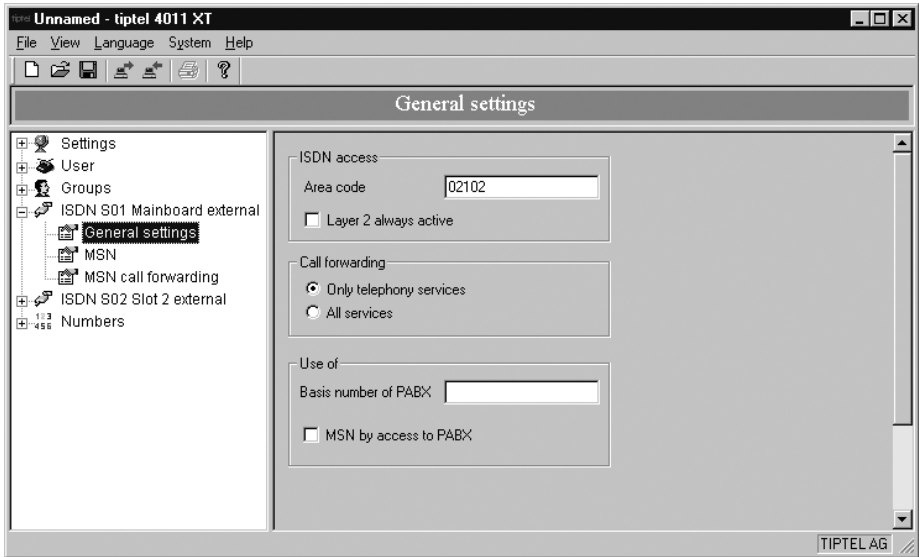 Unnamed - tiptel 4011 XT
File View Language System Help
General settings
Settings
User
Groups
ISDN S01 Mainboard external
General settings
MSN
MSN call forwarding
ISDN S02 Slot 2 external
Numbers
ISDN access
Area code 02102
Layer 2 always active
Call forwarding
Only telephony services
All services
Use of
Basis number of PABX
MSN by access to PABX
TIPTEL AG